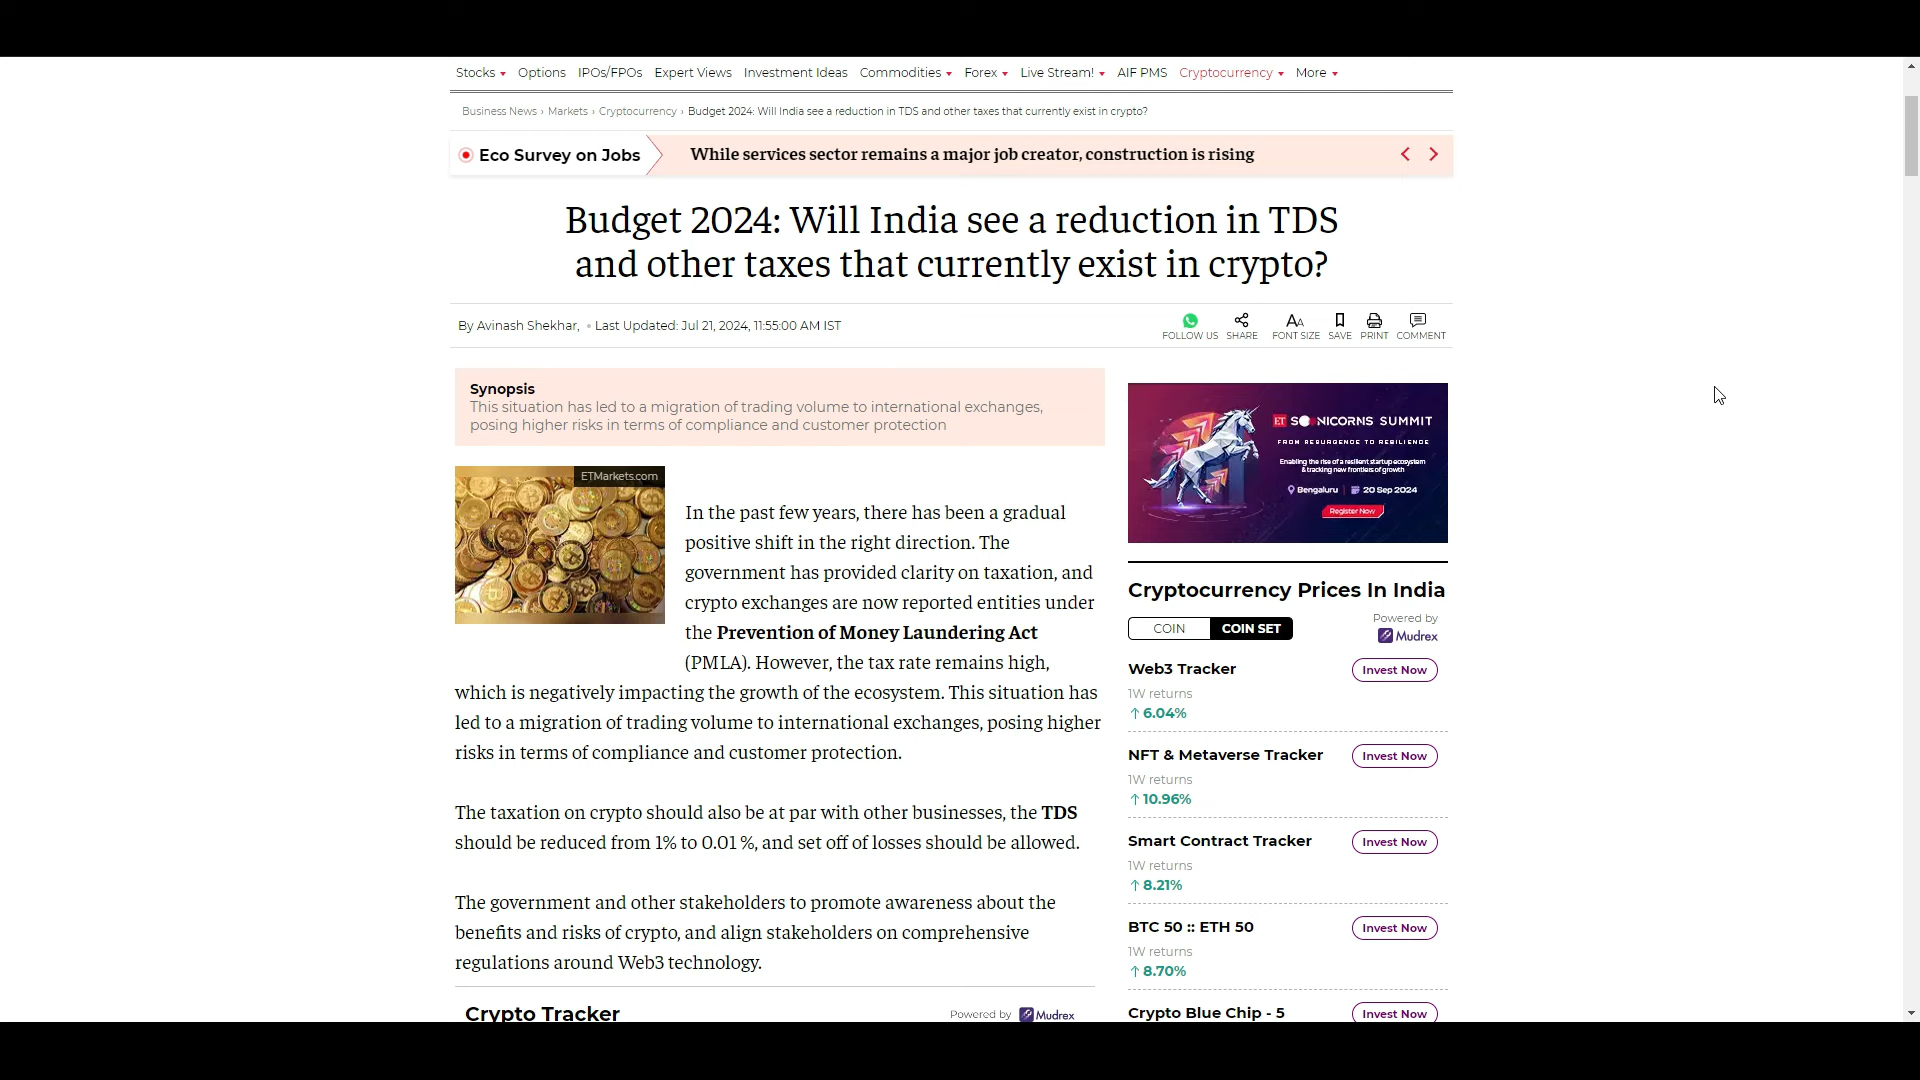 Stocks Options IPOs/FPOs Expert Views Investment Ideas Commodities Forex Live Stream! AIF PMS Cryptocurrency More
Business News › Markets › Cryptocurrency › Budget 2024: Will India see a reduction in TDS and other taxes that currently exist in crypto?
Eco Survey on Jobs
While services sector remains a major job creator, construction is rising
Budget 2024: Will India see a reduction in TDS
and other taxes that currently exist in crypto?
By Avinash Shekhar, Last Updated: Jul 21, 2024, 11:55:00 AM IST
FOLLOW US SHARE FONT SIZE SAVE PRINT COMMENT
Synopsis
This situation has led to a migration of trading volume to international exchanges,
posing higher risks in terms of compliance and customer protection
ETMarkets.com
In the past few years, there has been a gradual
positive shift in the right direction. The
government has provided clarity on taxation, and
crypto exchanges are now reported entities under
the Prevention of Money Laundering Act
(PMLA). However, the tax rate remains high,
which is negatively impacting the growth of the ecosystem. This situation has
led to a migration of trading volume to international exchanges, posing higher
risks in terms of compliance and customer protection.
The taxation on crypto should also be at par with other businesses, the TDS
should be reduced from 1% to 0.01 %, and set off of losses should be allowed.
The government and other stakeholders to promote awareness about the
benefits and risks of crypto, and align stakeholders on comprehensive
regulations around Web3 technology.
Crypto Tracker
Powered by Mudrex
ET SOONICORNS SUMMIT
FROM RESURGENCE TO RESILIENCE
Enabling the rise of a resilient startup ecosystem
& tracking new frontiers of growth
Bengaluru | 20 Sep 2024
Register Now
Cryptocurrency Prices In India
COIN COIN SET
Powered by
Mudrex
Web3 Tracker
Invest Now
1W returns
↑ 6.04%
NFT & Metaverse Tracker
Invest Now
1W returns
↑ 10.96%
Smart Contract Tracker
Invest Now
1W returns
↑ 8.21%
BTC 50 :: ETH 50
Invest Now
1W returns
↑ 8.70%
Crypto Blue Chip - 5
Invest Now